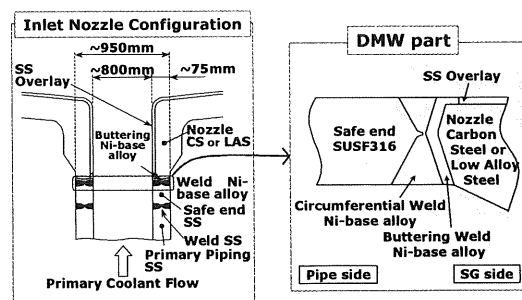 Inlet Nozzle Configuration
~950mm
~800mm
~75mm
SS
Overlay
Buttering
Ni-base
alloy
Nozzle
CS or LAS
Weld Ni-
base alloy
Safe end
SS
Weld SS
Primary Piping
SS
Primary Coolant Flow
DMW part
SS Overlay
Safe end
SUSF316
Nozzle
Carbon
Steel or
Low Alloy
Steel
Circumferential Weld
Ni-base alloy
Buttering Weld
Ni-base alloy
Pipe side
SG side